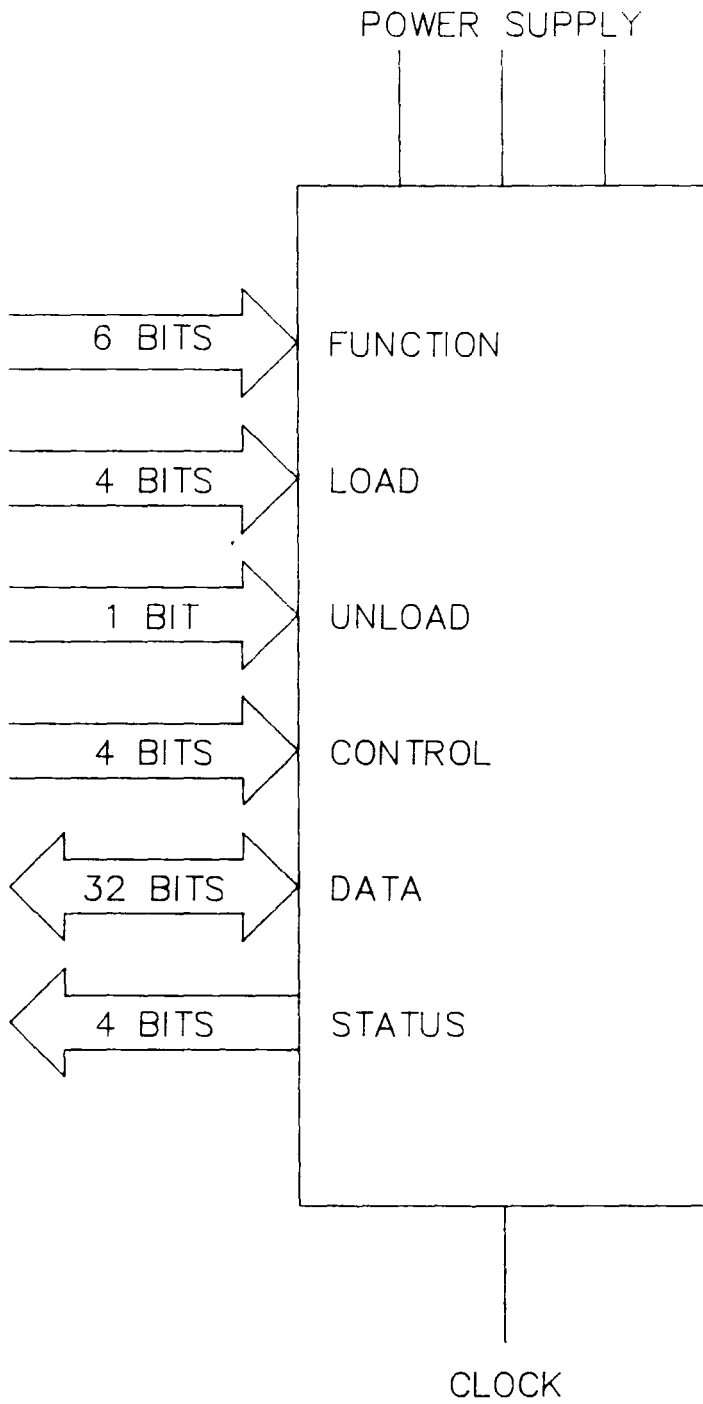 POWER SUPPLY
6 BITS FUNCTION
4 BITS LOAD
1 BIT UNLOAD
4 BITS CONTROL
32 BITS DATA
4 BITS STATUS
CLOCK